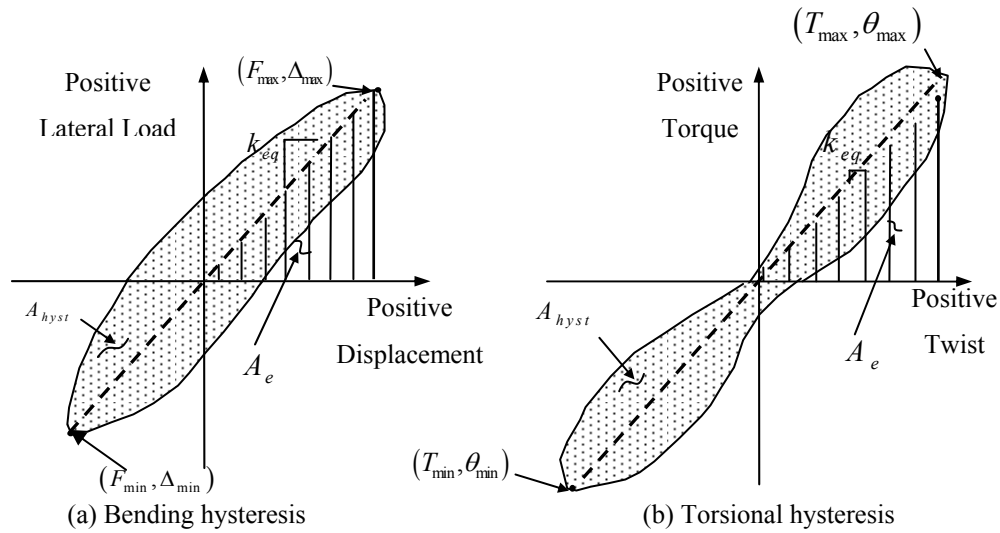 Positive
Lateral Load
(F_max, Δ_max)
k_eq
A_hyst
A_e
Positive
Displacement
(F_min, Δ_min)
(a) Bending hysteresis
(T_max, θ_max)
Positive
Torque
k_eq
A_hyst
A_e
Positive
Twist
(T_min, θ_min)
(b) Torsional hysteresis